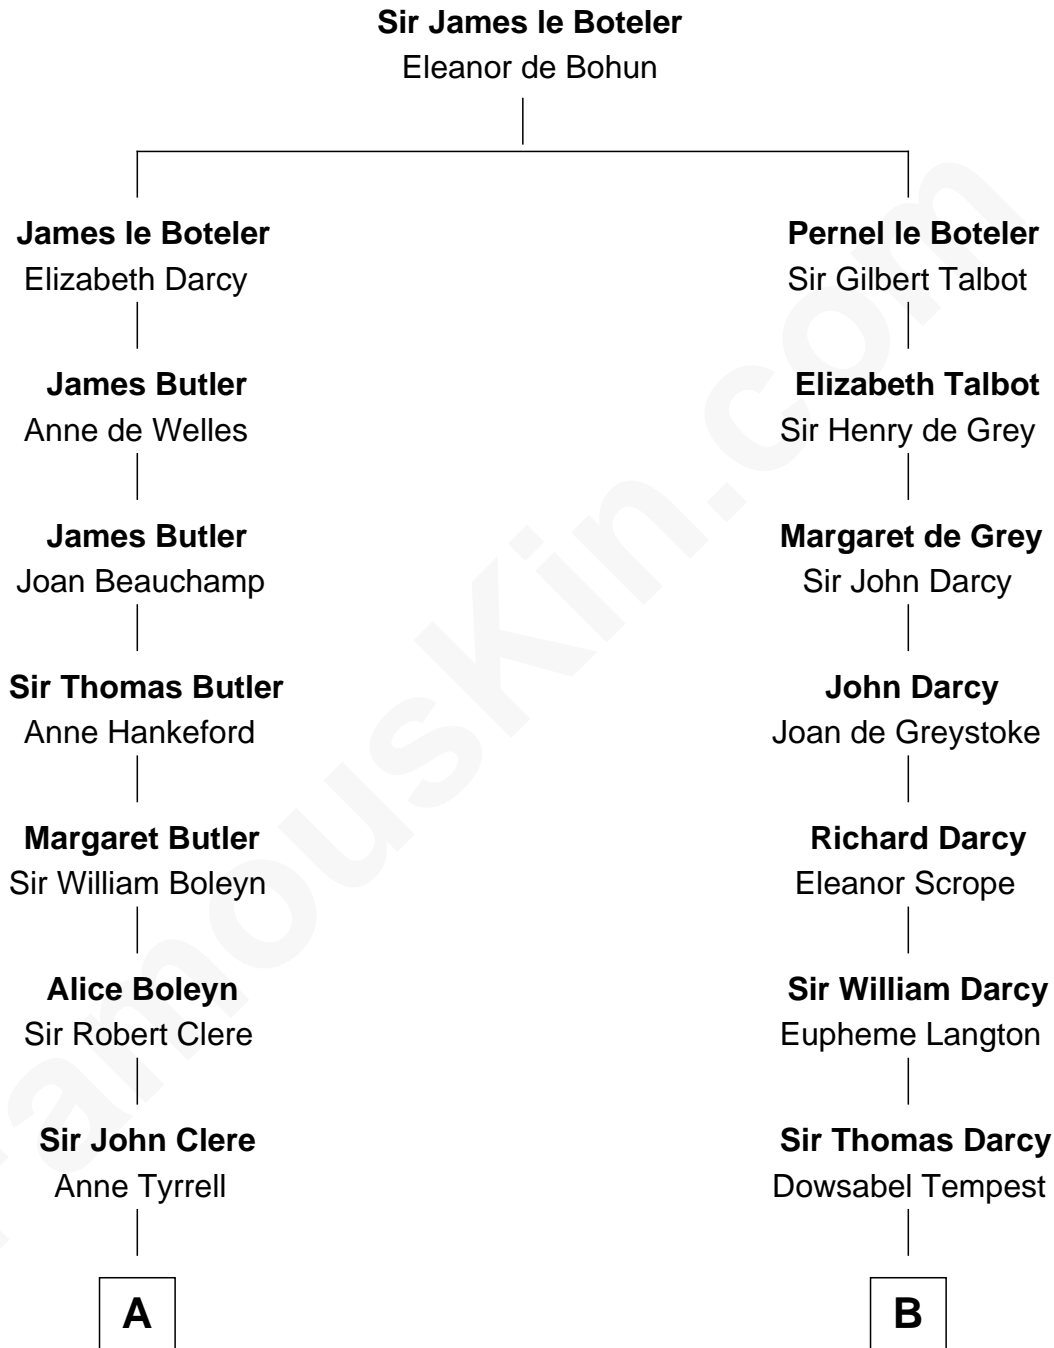 Sir James le Boteler
Eleanor de Bohun
James le Boteler
Elizabeth Darcy
Pernel le Boteler
Sir Gilbert Talbot
James Butler
Anne de Welles
Elizabeth Talbot
Sir Henry de Grey
James Butler
Joan Beauchamp
Margaret de Grey
Sir John Darcy
Sir Thomas Butler
Anne Hankeford
John Darcy
Joan de Greystoke
Margaret Butler
Sir William Boleyn
Richard Darcy
Eleanor Scrope
Alice Boleyn
Sir Robert Clere
Sir William Darcy
Eupheme Langton
Sir John Clere
Anne Tyrrell
Sir Thomas Darcy
Dowsabel Tempest
A
B
FamousKin.com